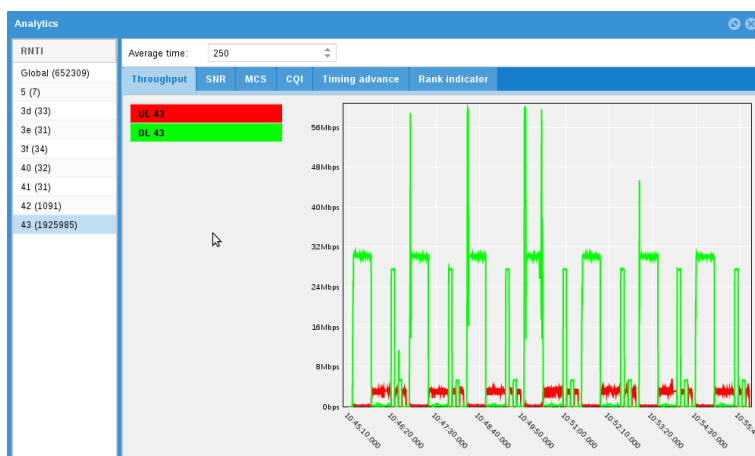 Analytics
RNTI
Global (652309)
5 (7)
3d (33)
3e (31)
3f (34)
40 (32)
41 (31)
42 (1091)
43 (1925985)
Average time: 250
Throughput SNR MCS CQI Timing advance Rank indicator
UL 43
DL 43
56Mbps
48Mbps
40Mbps
32Mbps
24Mbps
16Mbps
8Mbps
0bps
10:45:10.000 10:46:20.000 10:47:30.000 10:48:40.000 10:49:50.000 10:51:00.000 10:52:10.000 10:53:20.000 10:54:30.000 10:55:4